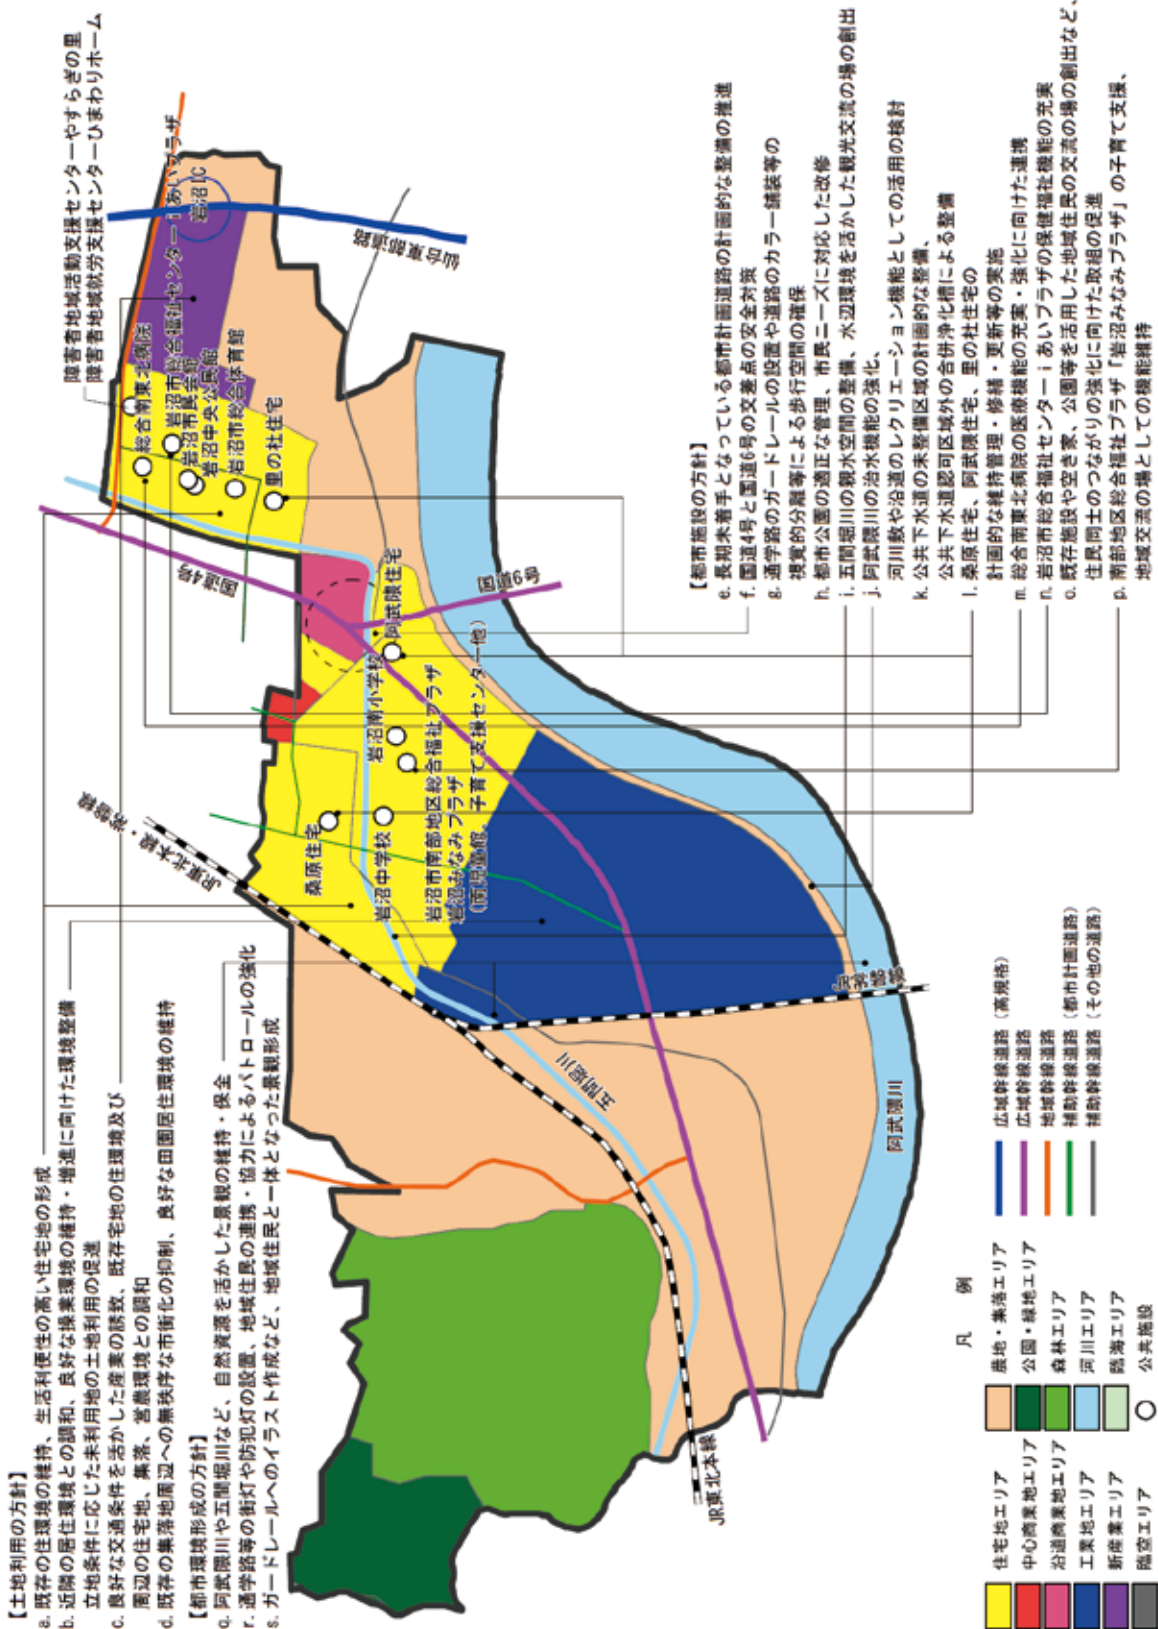 【土地利用の方針】
a. 既存の住環境の維持、生活利便性の高い住宅地の形成
b. 近隣の居住環境との調和、良好な操業環境の維持・増進に向けた環境整備
立地条件に応じた未利用地の土地利用の促進
c. 良好な交通条件を活かした産業の誘致、既存宅地の住環境及び
周辺の住宅地、集落、営農環境との調和
d. 既存の集落地周辺への無秩序な市街化の抑制、良好な田園居住環境の維持
【都市環境形成の方針】
q. 阿武隈川や五間堀川など、自然資源を活かした景観の維持・保全
r. 通学路等の街灯や防犯灯の設置、地域住民の連携・協力によるパトロールの強化
s. ガードレールへのイラスト作成など、地域住民と一体となった景観形成
障害者地域活動支援センターやすらぎの里
障害者地域就労支援センターひまわりホーム
総合南東北病院
岩沼市総合福祉センターｉあいプラザ
岩沼市民会館
岩沼中央公民館
岩沼市総合体育館
里の杜住宅
岩沼IC
仙台東部道路
国道4号
国道6号
阿武隈住宅
岩沼南小学校
岩沼市南部地区総合福祉プラザ
岩沼みなみプラザ
(南児童館、子育て支援センター他)
岩沼中学校
桑原住宅
JR東北本線・常磐線
JR常磐線
五間堀川
阿武隈川
JR東北本線
【都市施設の方針】
e. 長期未着手となっている都市計画道路の計画的な整備の推進
f. 国道4号と国道6号の交差点の安全対策
g. 通学路のガードレールの設置や道路のカラー舗装等の
視覚的分離等による歩行空間の確保
h. 都市公園の適正な管理、市民ニーズに対応した改修
i. 五間堀川の親水空間の整備、水辺環境を活かした観光交流の場の創出
j. 阿武隈川の治水機能の強化、
河川敷や沿道のレクリエーション機能としての活用の検討
k. 公共下水道の未整備区域の計画的な整備、
公共下水道認可区域外の合併浄化槽による整備
l. 桑原住宅、阿武隈住宅、里の杜住宅の
計画的な維持管理・修繕・更新等の実施
m. 総合南東北病院の医療機能の充実・強化に向けた連携
n. 岩沼市総合福祉センターｉあいプラザの保健福祉機能の充実
o. 既存施設や空き家、公園等を活用した地域住民の交流の場の創出など、
住民同士のつながりの強化に向けた取組の促進
p. 南部地区総合福祉プラザ「岩沼みなみプラザ」の子育て支援、
地域交流の場としての機能維持
凡 例
住宅地エリア
中心商業地エリア
沿道商業地エリア
工業地エリア
新産業エリア
臨空エリア
農地・集落エリア
公園・緑地エリア
森林エリア
河川エリア
臨海エリア
公共施設
広域幹線道路（高規格）
広域幹線道路
地域幹線道路
補助幹線道路（都市計画道路）
補助幹線道路（その他の道路）